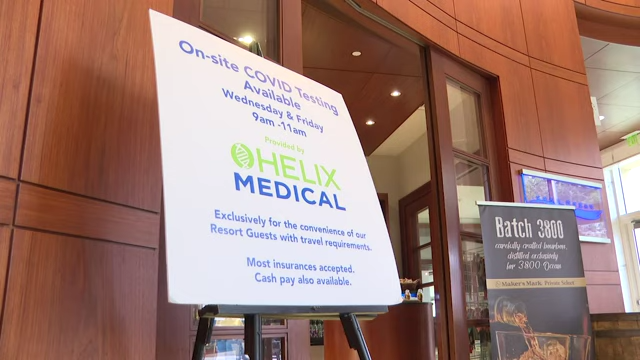 On-site COVID Testing
Available
Wednesday & Friday
9am -11am
Provided by
HELIX
MEDICAL
Exclusively for the convenience of our
Resort Guests with travel requirements.
Most insurances accepted.
Cash pay also available.
Batch 3800
carefully crafted bourbon,
distilled exclusively
for 3800 Ocean
Maker's Mark. Private Select